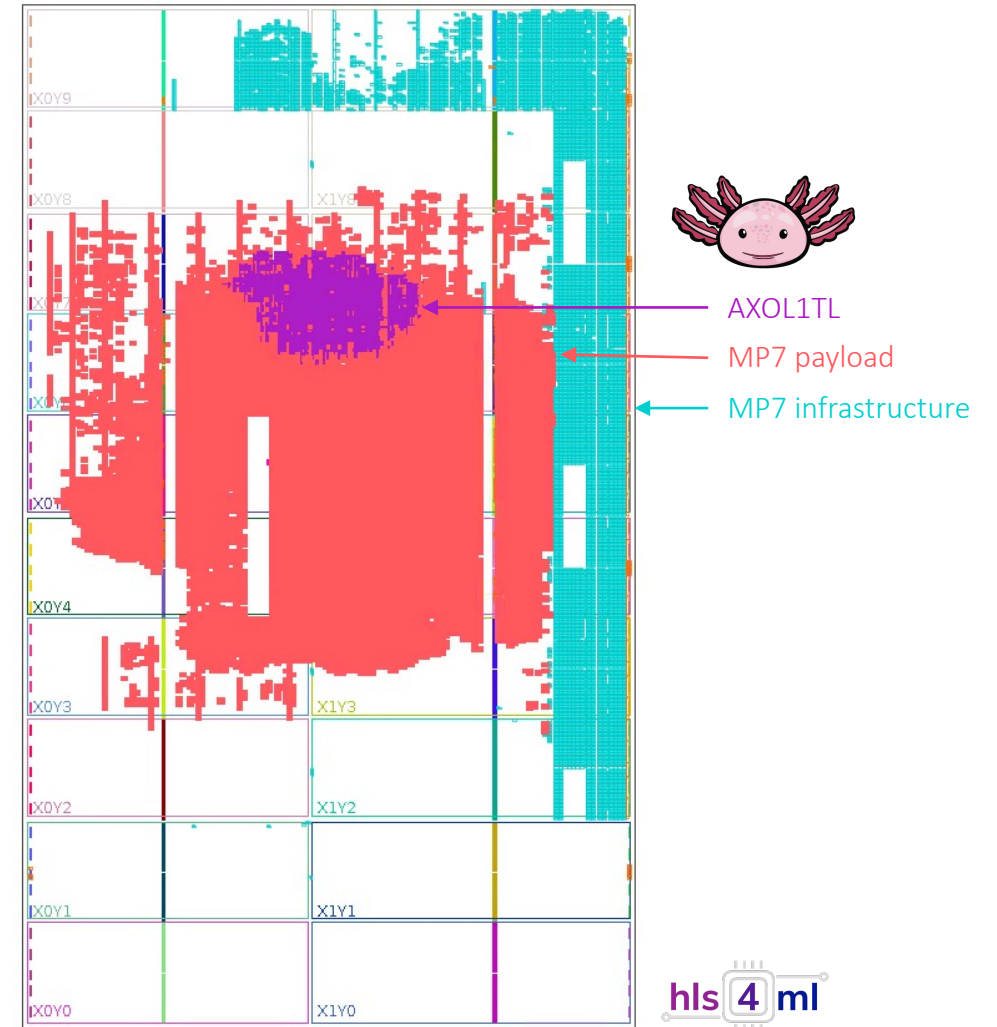 X0Y9
X0Y8
X1Y8
AXOL1TL
MP7 payload
MP7 infrastructure
X0Y4
X0Y3
X1Y3
X0Y2
X1Y2
X0Y1
X1Y1
X0Y0
X1Y0
hls 4 ml